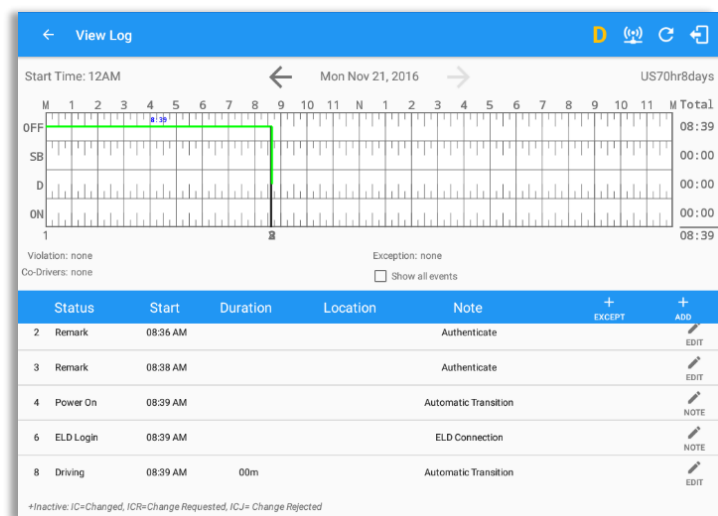 View Log D
Start Time: 12AM Mon Nov 21, 2016 US70hr8days
M 1 2 3 4 5 6 7 8 9 10 11 N 1 2 3 4 5 6 7 8 9 10 11 M Total
OFF 8:39 08:39
SB 00:00
D 00:00
ON 00:00
1 08:39
Violation: none Exception: none
Co-Drivers: none Show all events
Status Start Duration Location Note + EXCEPT + ADD
2 Remark 08:36 AM Authenticate EDIT
3 Remark 08:38 AM Authenticate EDIT
4 Power On 08:39 AM Automatic Transition NOTE
6 ELD Login 08:39 AM ELD Connection NOTE
8 Driving 08:39 AM 00m Automatic Transition EDIT
+Inactive: IC=Changed, ICR=Change Requested, ICJ= Change Rejected